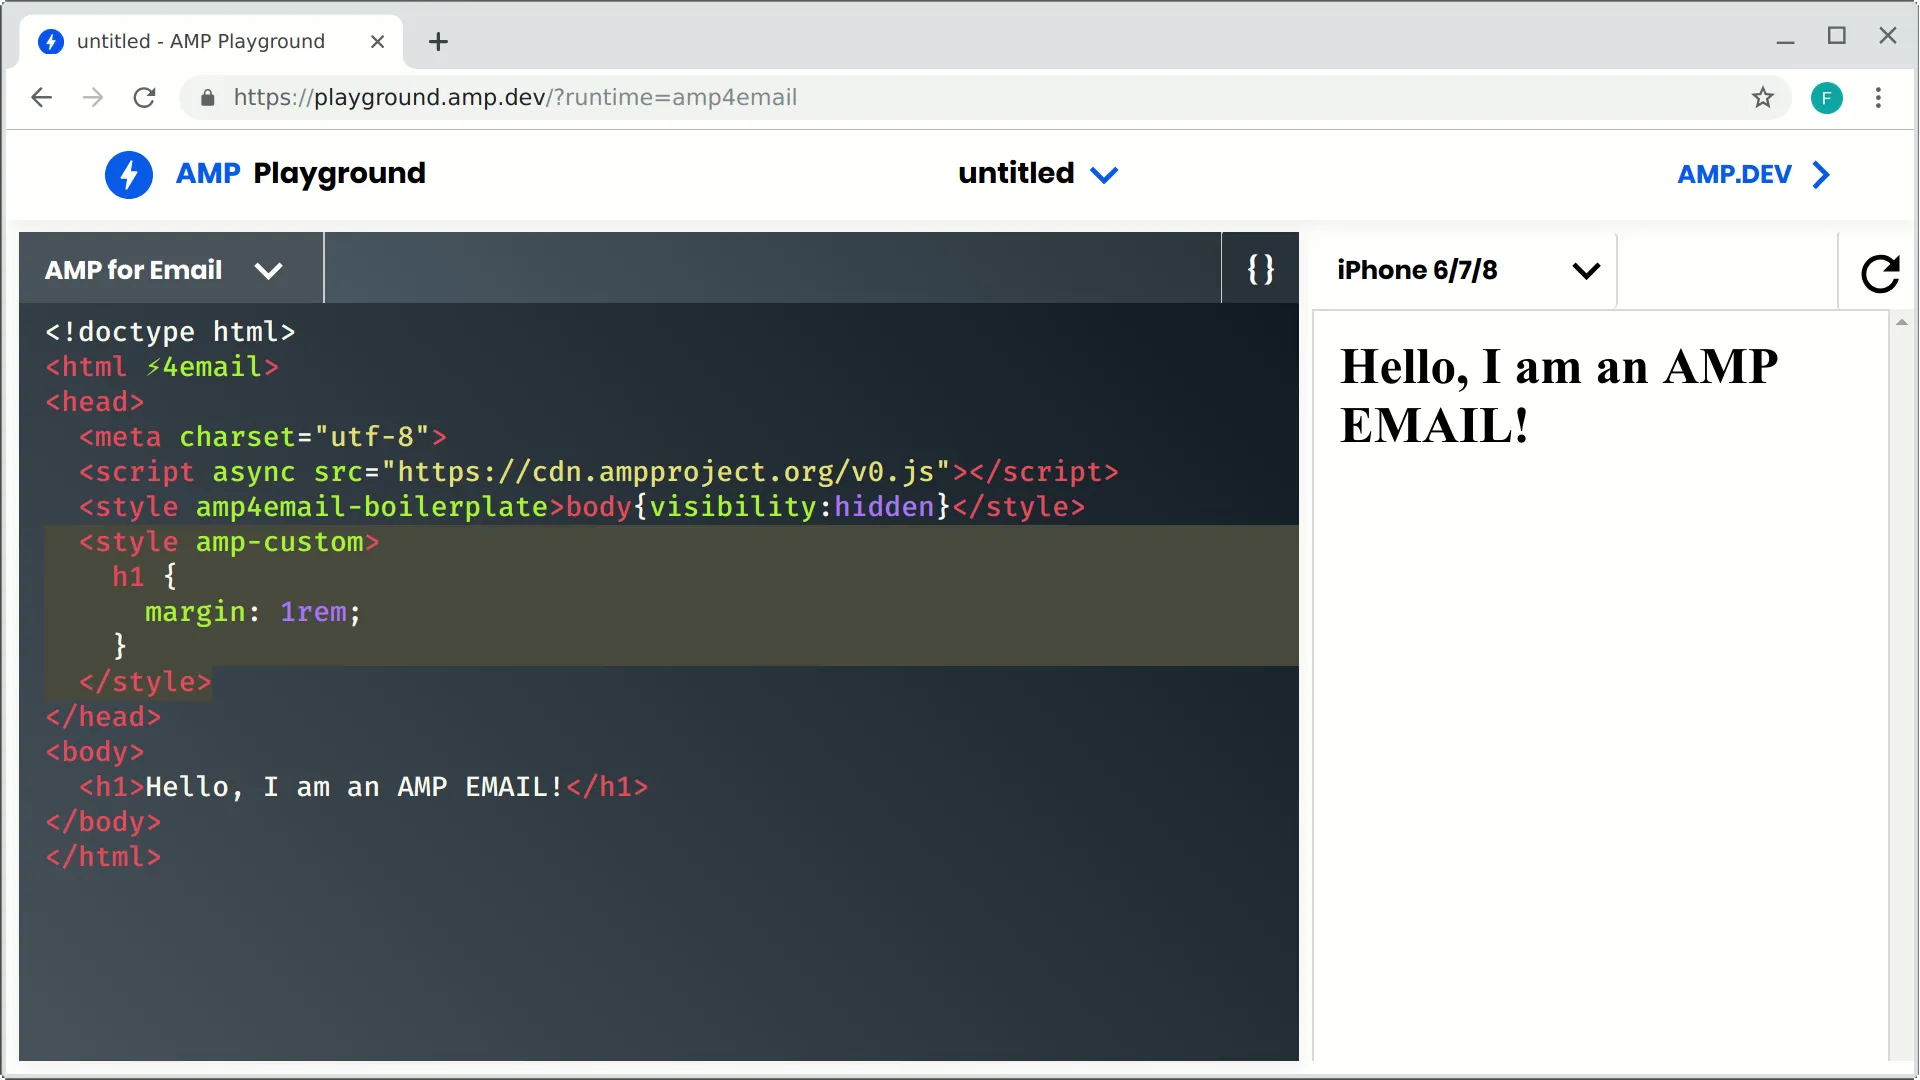 untitled - AMP Playground
https://playground.amp.dev/?runtime=amp4email
F
AMP Playground
untitled
AMP.DEV
AMP for Email
{}
iPhone 6/7/8
<!doctype html>
<html ⚡4email>
<head>
  <meta charset="utf-8">
  <script async src="https://cdn.ampproject.org/v0.js"></script>
  <style amp4email-boilerplate>body{visibility:hidden}</style>
  <style amp-custom>
    h1 {
      margin: 1rem;
    }
  </style>
</head>
<body>
  <h1>Hello, I am an AMP EMAIL!</h1>
</body>
</html>
Hello, I am an AMP
EMAIL!